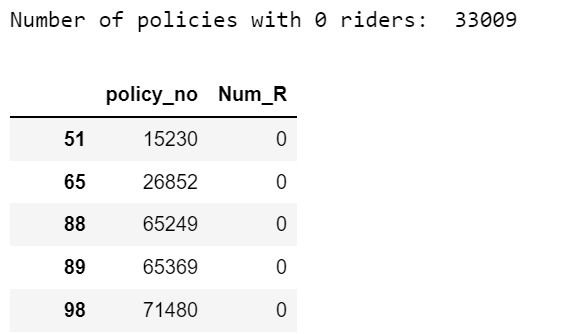 Number of policies with 0 riders:  33009
policy_no Num_R
51 15230 0
65 26852 0
88 65249 0
89 65369 0
98 71480 0